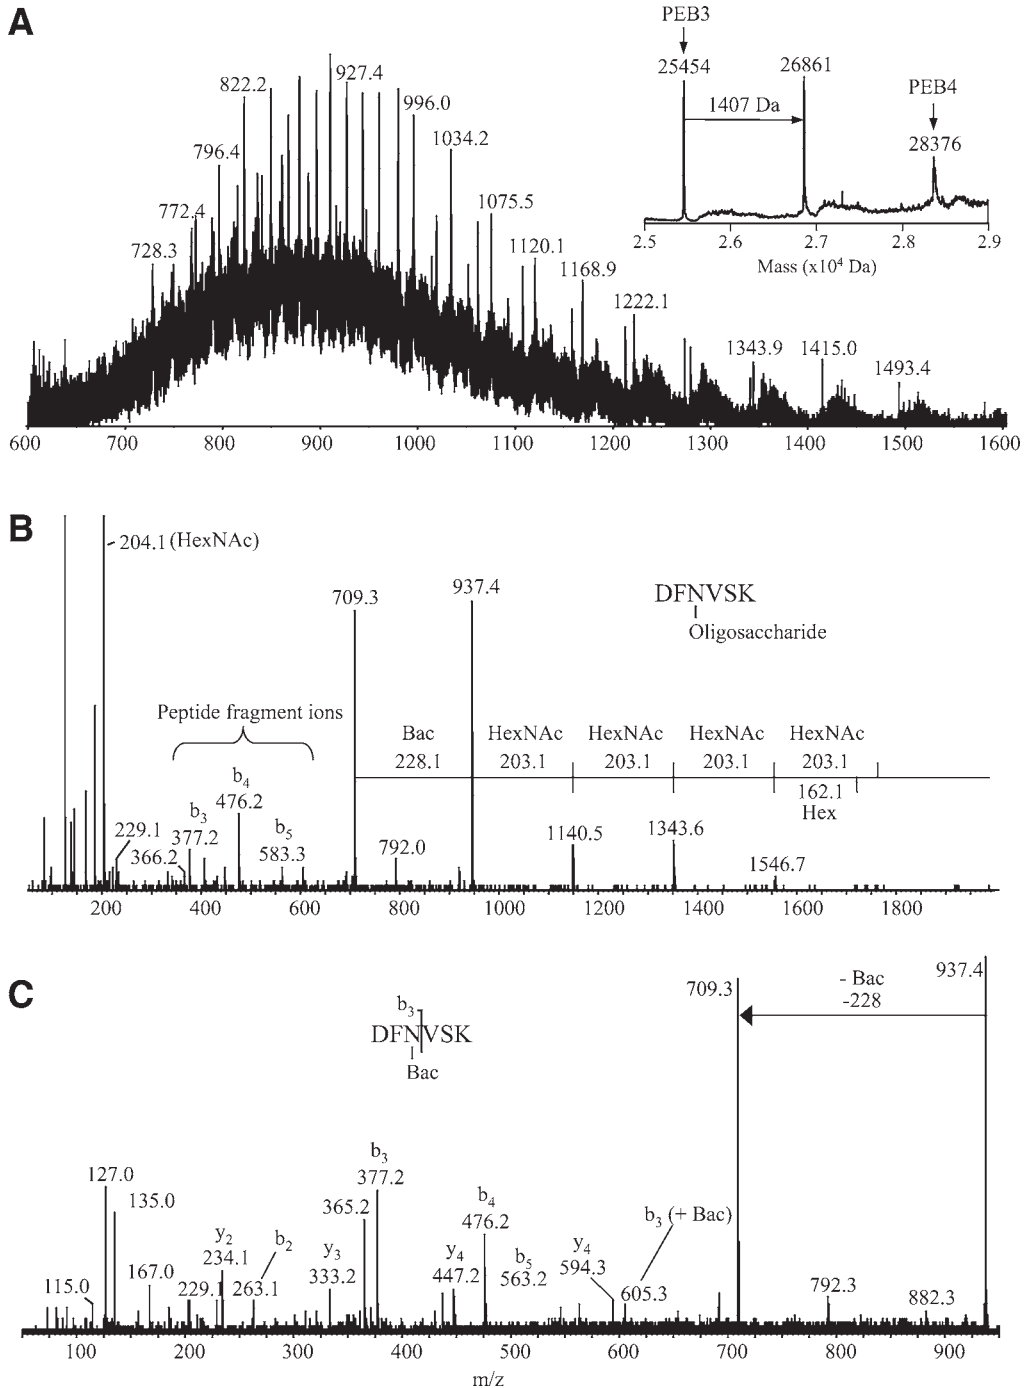 A
PEB3
25454
26861
1407 Da
PEB4
28376
2.5 2.6 2.7 2.8 2.9
Mass (x10⁴ Da)
728.3
772.4
796.4
822.2
927.4
996.0
1034.2
1075.5
1120.1
1168.9
1222.1
1343.9
1415.0
1493.4
600 700 800 900 1000 1100 1200 1300 1400 1500 1600
B
204.1 (HexNAc)
709.3
937.4
DFNVSK
Oligosaccharide
Peptide fragment ions
Bac HexNAc HexNAc HexNAc HexNAc
228.1 203.1 203.1 203.1 203.1
162.1
Hex
229.1
366.2
b3
377.2
b4
476.2
b5
583.3
792.0
1140.5
1343.6
1546.7
200 400 600 800 1000 1200 1400 1600 1800
C
b3
DFNVSK
Bac
709.3
- Bac
-228
937.4
115.0
127.0
135.0
167.0
229.1
y2
234.1
b2
263.1
y3
333.2
365.2
b3
377.2
y4
447.2
b4
476.2
b5
563.2
y4
594.3
b3 (+ Bac)
605.3
792.3
882.3
100 200 300 400 500 600 700 800 900
m/z